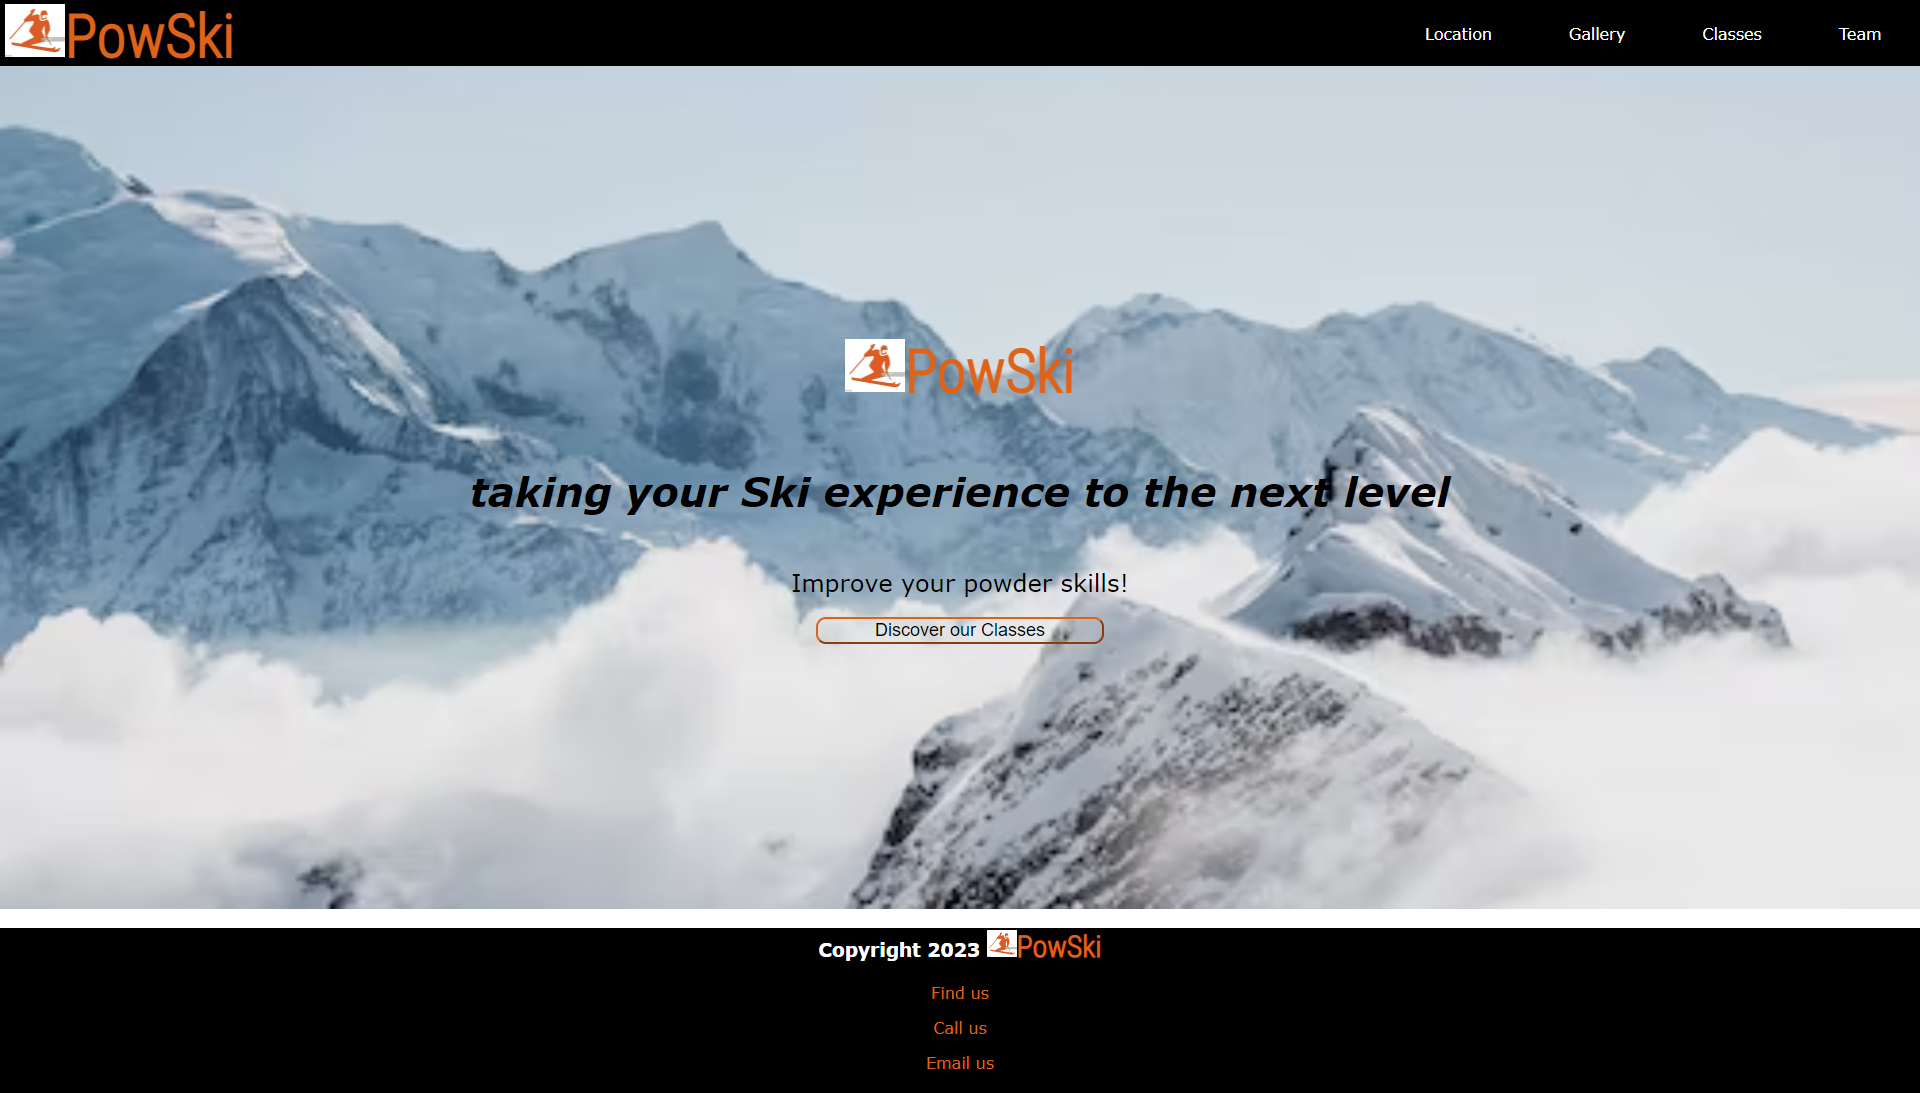 PowSki
Location Gallery Classes Team
PowSki
taking your Ski experience to the next level
Improve your powder skills!
Discover our Classes
Copyright 2023 PowSki
Find us
Call us
Email us